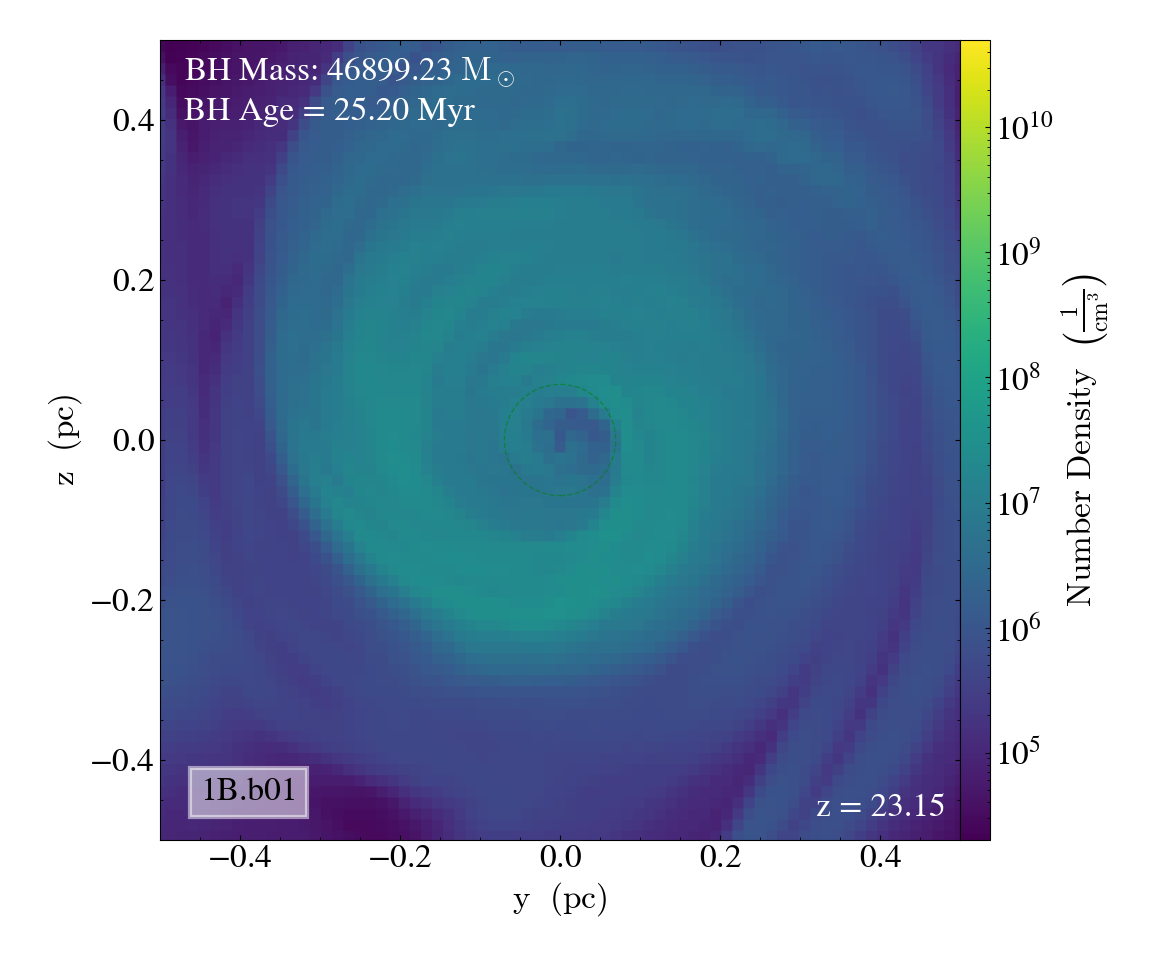 BH Mass: 46899.23 M⊙
BH Age = 25.20 Myr
0.4
0.2
0.0
−0.2
−0.4
z (pc)
1B.b01
z = 23.15
−0.4 −0.2 0.0 0.2 0.4
y (pc)
10¹⁰
10⁹
10⁸
10⁷
10⁶
10⁵
Number Density (1/cm³)